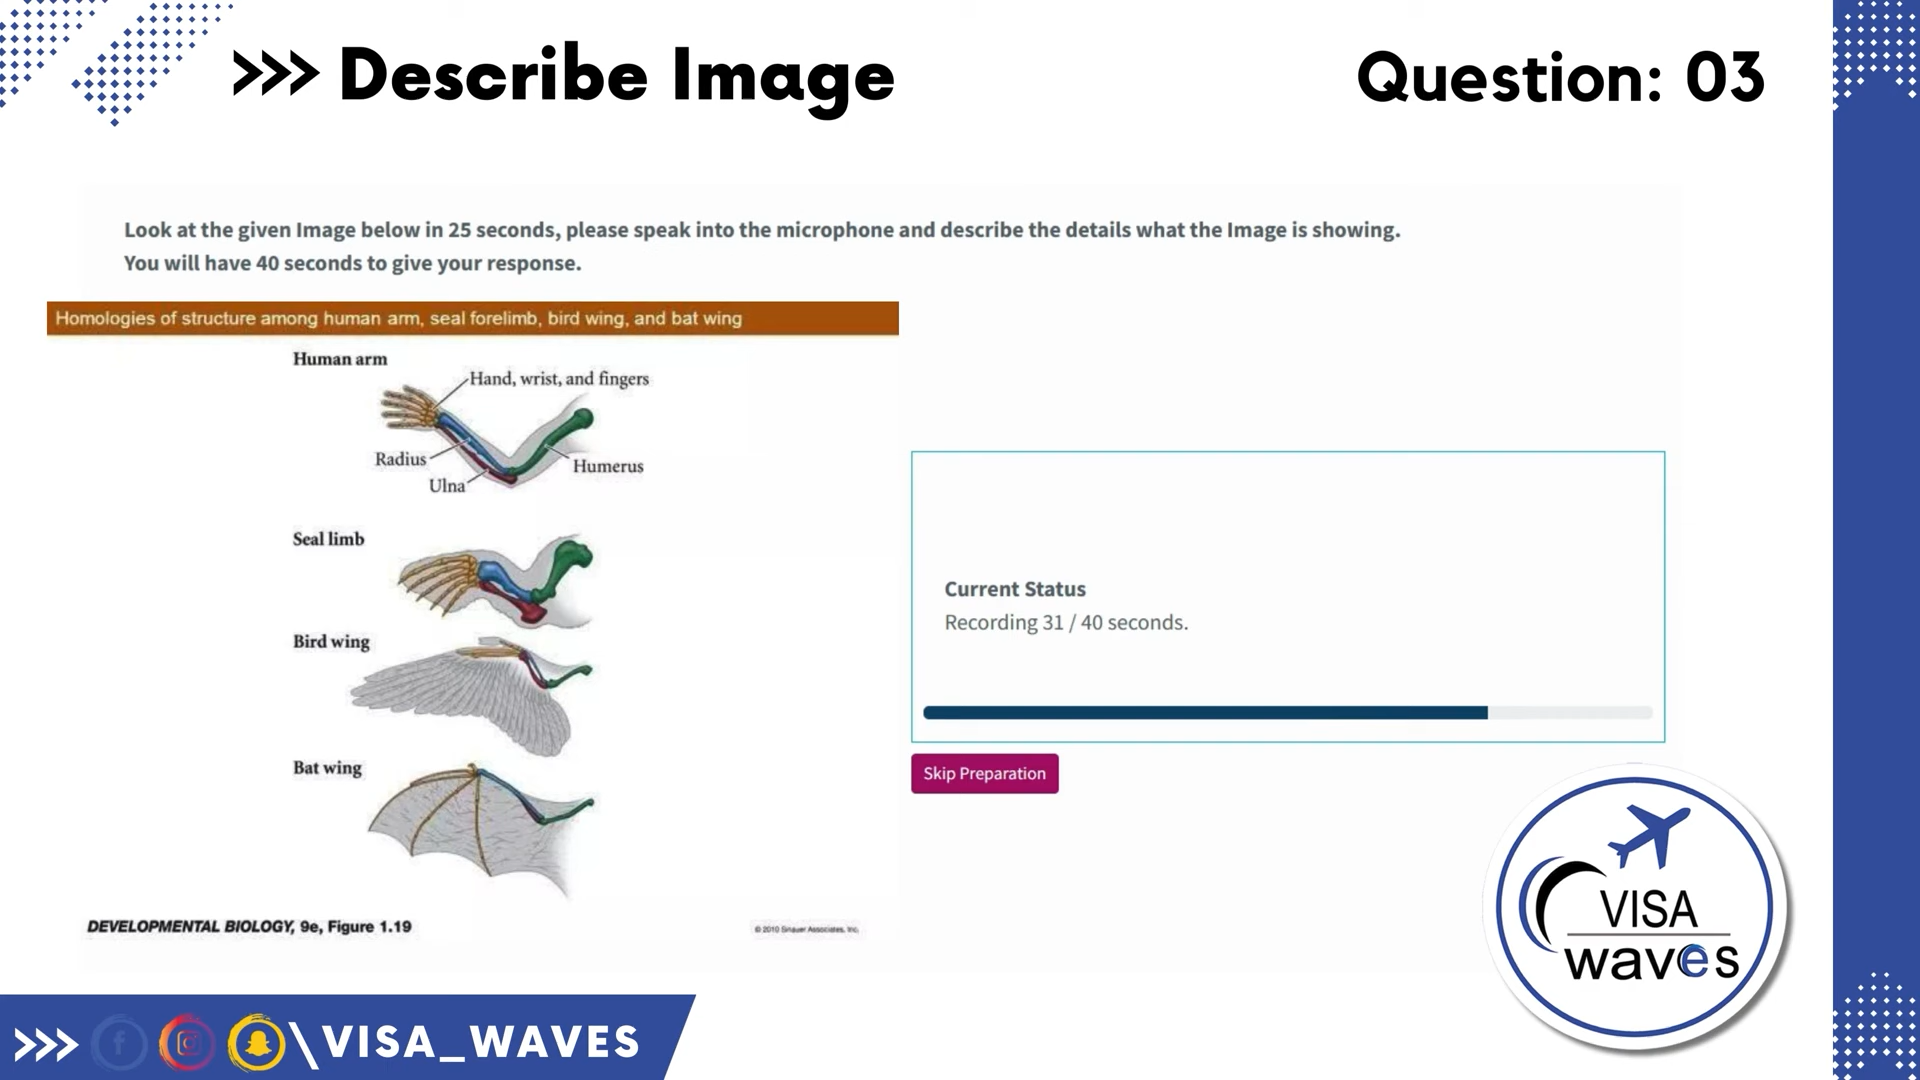 >>> Describe Image
Question: 03
Look at the given Image below in 25 seconds, please speak into the microphone and describe the details what the Image is showing.
You will have 40 seconds to give your response.
Homologies of structure among human arm, seal forelimb, bird wing, and bat wing
Human arm
Hand, wrist, and fingers
Radius
Humerus
Ulna
Seal limb
Bird wing
Bat wing
DEVELOPMENTAL BIOLOGY, 9e, Figure 1.19
© 2010 Sinauer Associates, Inc.
Current Status
Recording 31 / 40 seconds.
Skip Preparation
VISA
waves
>>> \VISA_WAVES